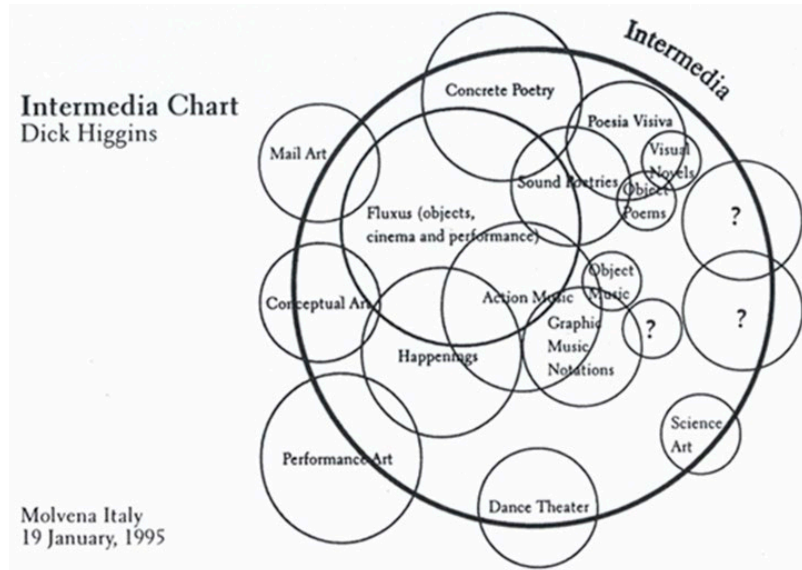 Intermedia
Intermedia Chart
Dick Higgins
Concrete Poetry
Poesia Visiva
Mail Art
Visual
Novels
Sound Poetries
Object
Poems
Fluxus (objects,
cinema and performance)
?
Object
Music
Conceptual Art
Action Music
Graphic
Music
Notations
?
?
Happenings
Science
Art
Performance Art
Dance Theater
Molvena Italy
19 January, 1995